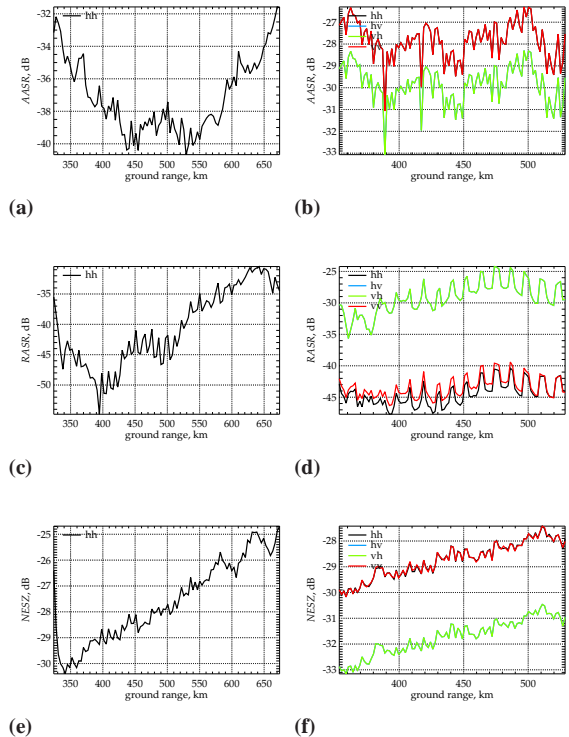 hh
-32
-34
-36
-38
-40
AASR, dB
350 400 450 500 550 600 650
ground range, km
(a)
hh
hv
vh
vv
-27
-28
-29
-30
-31
-32
-33
AASR, dB
400 450 500
ground range, km
(b)
hh
-35
-40
-45
-50
RASR, dB
350 400 450 500 550 600 650
ground range, km
(c)
hh
hv
vh
vv
-25
-30
-35
-40
-45
RASR, dB
400 450 500
ground range, km
(d)
hh
-25
-26
-27
-28
-29
-30
NESZ, dB
350 400 450 500 550 600 650
ground range, km
(e)
hh
hv
vh
vv
-28
-29
-30
-31
-32
-33
NESZ, dB
400 450 500
ground range, km
(f)